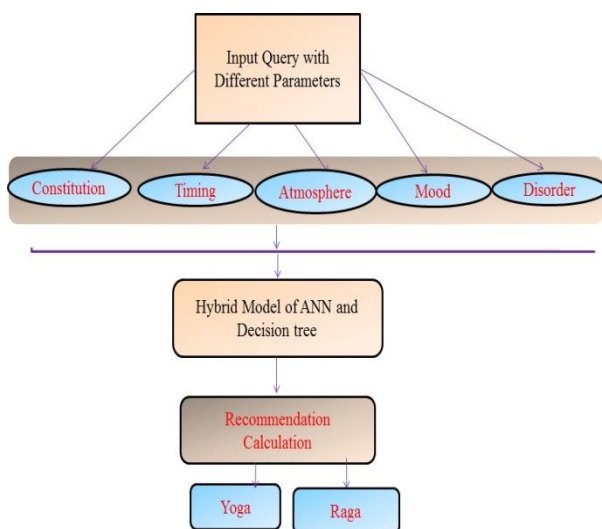 Input Query with
Different Parameters
Constitution
Timing
Atmosphere
Mood
Disorder
Hybrid Model of ANN and
Decision tree
Recommendation
Calculation
Yoga
Raga